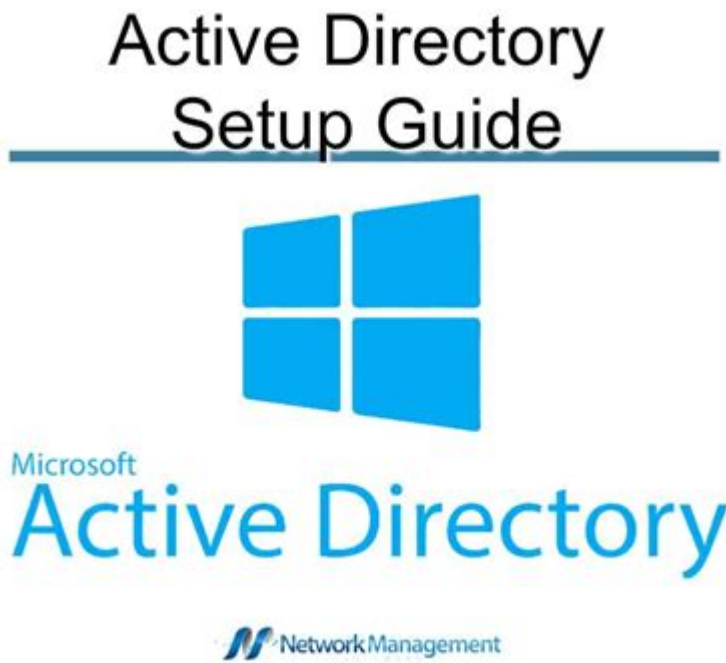 Active Directory
Setup Guide
Microsoft
Active Directory
NetworkManagement